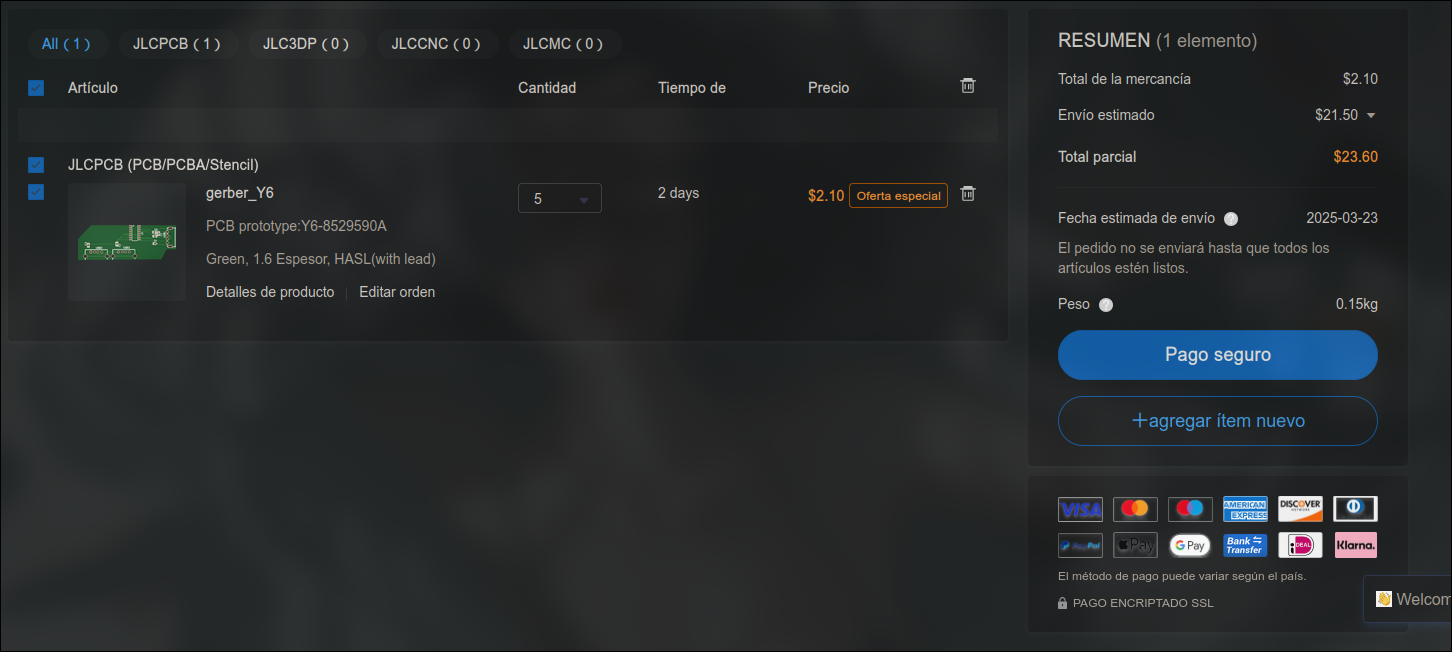 All ( 1 ) JLCPCB ( 1 ) JLC3DP ( 0 ) JLCCNC ( 0 ) JLCMC ( 0 )
Artículo Cantidad Tiempo de Precio
JLCPCB (PCB/PCBA/Stencil)
gerber_Y6 5 2 days $2.10 Oferta especial
PCB prototype:Y6-8529590A
Green, 1.6 Espesor, HASL(with lead)
Detalles de producto Editar orden
RESUMEN (1 elemento)
Total de la mercancía $2.10
Envío estimado $21.50
Total parcial $23.60
Fecha estimada de envío ? 2025-03-23
El pedido no se enviará hasta que todos los
artículos estén listos.
Peso ? 0.15kg
Pago seguro
+agregar ítem nuevo
VISA AMERICAN EXPRESS DISCOVER NETWORK
PayPal Pay G Pay Bank Transfer iDEAL Klarna.
El método de pago puede variar según el país.
PAGO ENCRIPTADO SSL
Welcom